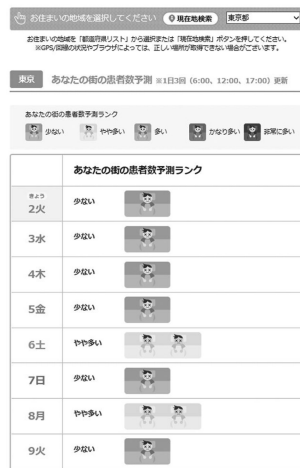 お住まいの地域を選択してください 現在地検索 東京都
お住まいの地域を「都道府県リスト」から選択または「現在地検索」ボタンを押してください。
※GPS/回線の状況やブラウザによっては、正しい場所が取得できない場合がございます。
東京 あなたの街の患者数予測 ※1日3回 (6:00、12:00、17:00) 更新
あなたの街の患者数予測ランク
少ない やや多い 多い かなり多い 非常に多い
あなたの街の患者数予測ランク
きょう
2火 少ない
3水 少ない
4木 少ない
5金 少ない
6土 やや多い
7日 少ない
8月 やや多い
9火 少ない